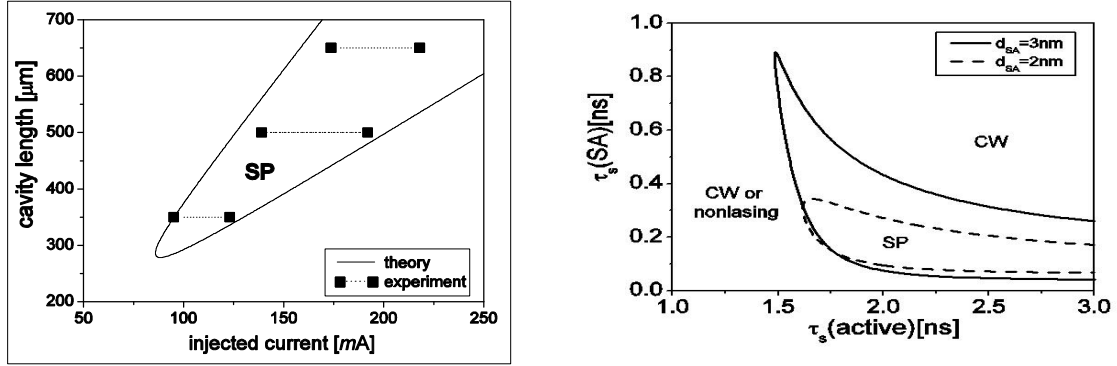 700
600
500
400
300
200
50
100
150
200
250
cavity length [μm]
injected current [mA]
SP
theory
experiment
1.0
0.8
0.6
0.4
0.2
0.0
1.0
1.5
2.0
2.5
3.0
τs(SA)[ns]
τs(active)[ns]
dSA=3nm
dSA=2nm
CW
CW or
nonlasing
SP